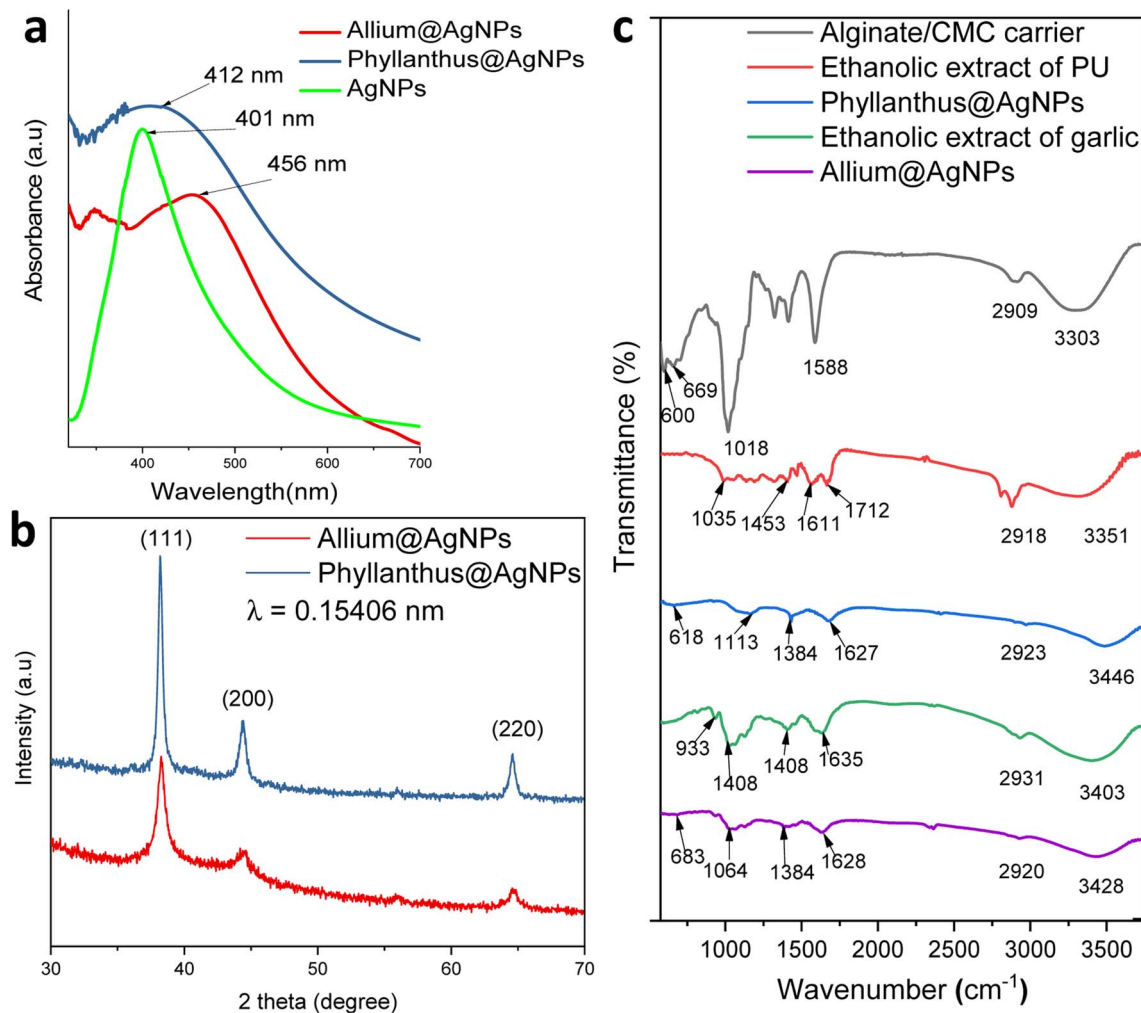 a
Allium@AgNPs
Phyllanthus@AgNPs
AgNPs
412 nm
401 nm
456 nm
Absorbance (a.u)
400
500
600
700
Wavelength(nm)
b
Allium@AgNPs
Phyllanthus@AgNPs
λ = 0.15406 nm
(111)
(200)
(220)
Intensity (a.u)
30
40
50
60
70
2 theta (degree)
c
Alginate/CMC carrier
Ethanolic extract of PU
Phyllanthus@AgNPs
Ethanolic extract of garlic
Allium@AgNPs
Transmittance (%)
600
669
1018
1588
2909
3303
1035
1453
1611
1712
2918
3351
618
1113
1384
1627
2923
3446
933
1408
1408
1635
2931
3403
683
1064
1384
1628
2920
3428
1000
1500
2000
2500
3000
3500
Wavenumber (cm⁻¹)